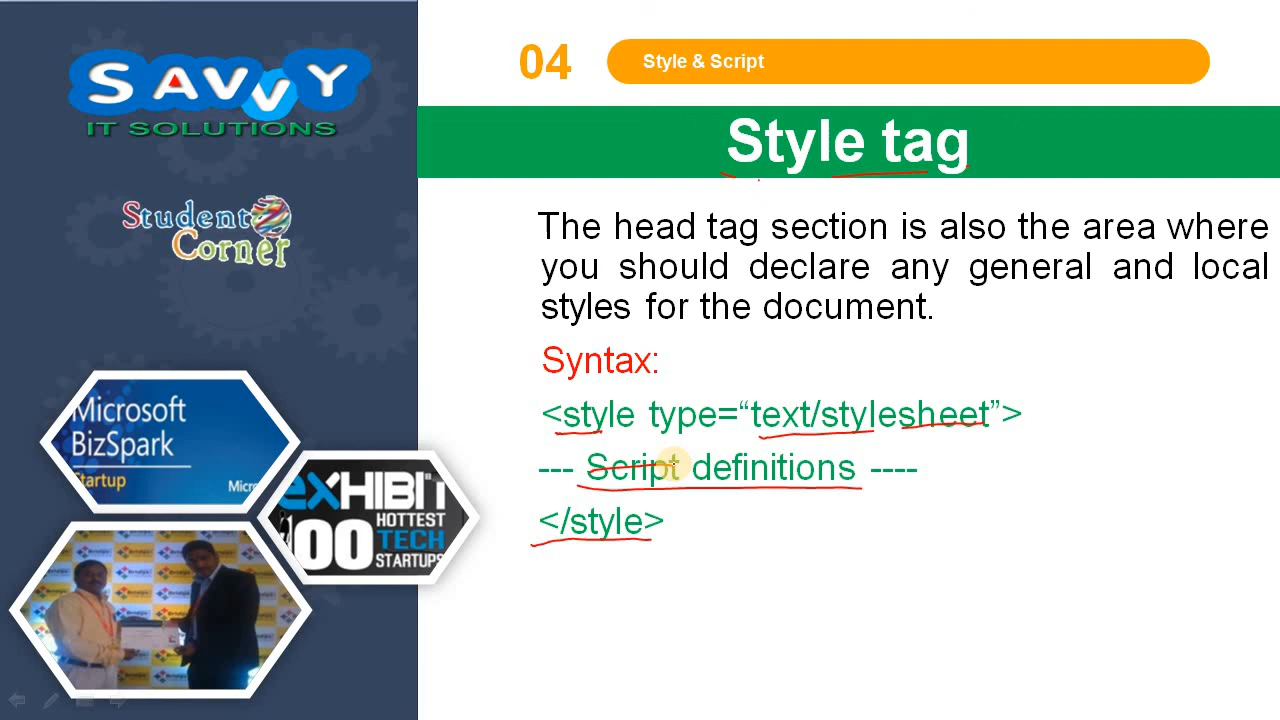 SAVVY
IT SOLUTIONS
Student
Corner
Microsoft
BizSpark
Startup
Micros
EXHIBIT
100
HOTTEST
TECH
STARTUPS
04
Style & Script
Style tag
The head tag section is also the area where
you should declare any general and local
styles for the document.
Syntax:
<style type=“text/stylesheet”>
--- Script definitions ----
</style>